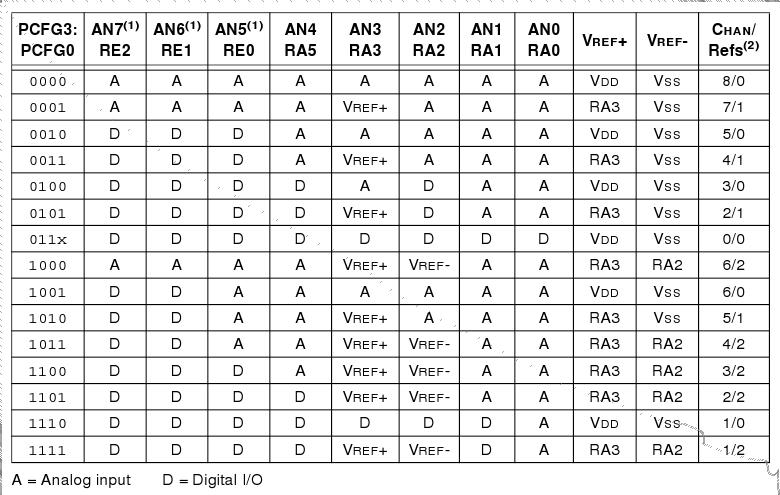 PCFG3: PCFG0 AN7(1) RE2 AN6(1) RE1 AN5(1) RE0 AN4 RA5 AN3 RA3 AN2 RA2 AN1 RA1 AN0 RA0 VREF+ VREF- CHAN/ Refs(2)
0000 A A A A A A A A VDD VSS 8/0
0001 A A A A VREF+ A A A RA3 VSS 7/1
0010 D D D A A A A A VDD VSS 5/0
0011 D D D A VREF+ A A A RA3 VSS 4/1
0100 D D D D A D A A VDD VSS 3/0
0101 D D D D VREF+ D A A RA3 VSS 2/1
011x D D D D D D D D VDD VSS 0/0
1000 A A A A VREF+ VREF- A A RA3 RA2 6/2
1001 D D A A A A A A VDD VSS 6/0
1010 D D A A VREF+ A A A RA3 VSS 5/1
1011 D D A A VREF+ VREF- A A RA3 RA2 4/2
1100 D D D A VREF+ VREF- A A RA3 RA2 3/2
1101 D D D D VREF+ VREF- A A RA3 RA2 2/2
1110 D D D D D D D A VDD VSS 1/0
1111 D D D D VREF+ VREF- D A RA3 RA2 1/2
A = Analog input D = Digital I/O